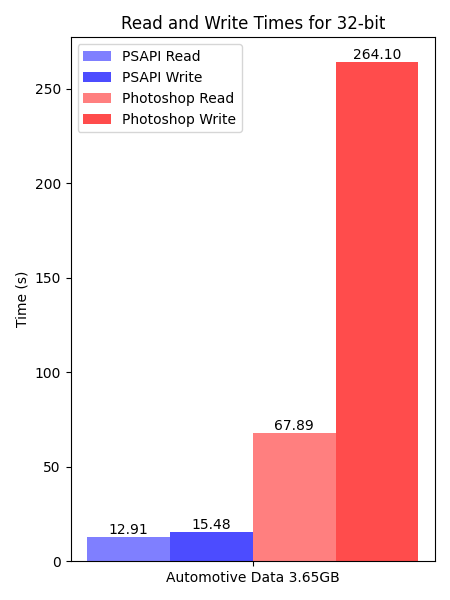 Read and Write Times for 32-bit
PSAPI Read
PSAPI Write
Photoshop Read
Photoshop Write
264.10
67.89
15.48
12.91
Time (s)
250
200
150
100
50
0
Automotive Data 3.65GB